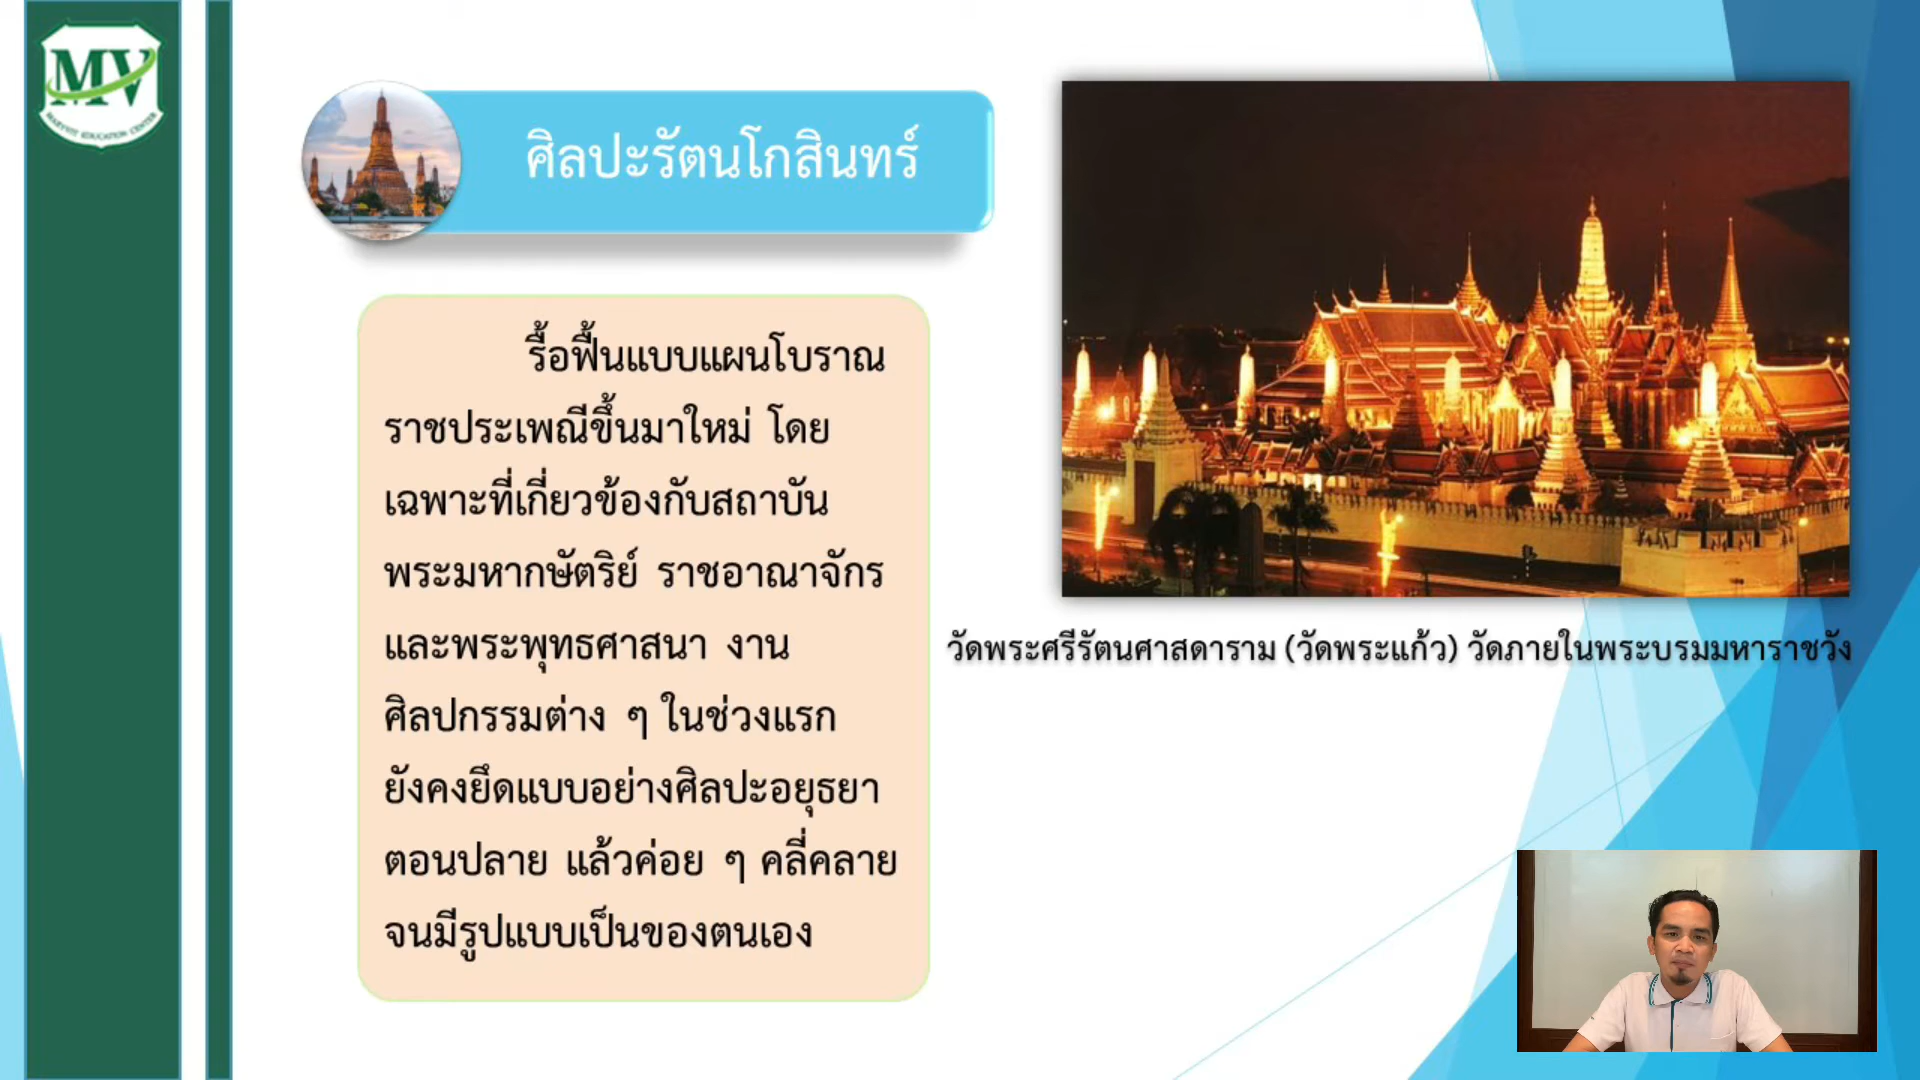 MV
MARYVIT EDUCATION CENTER
ศิลปะรัตนโกสินทร์
รื้อฟื้นแบบแผนโบราณ
ราชประเพณีขึ้นมาใหม่ โดย
เฉพาะที่เกี่ยวข้องกับสถาบัน
พระมหากษัตริย์ ราชอาณาจักร
และพระพุทธศาสนา งาน
ศิลปกรรมต่าง ๆ ในช่วงแรก
ยังคงยึดแบบอย่างศิลปะอยุธยา
ตอนปลาย แล้วค่อย ๆ คลี่คลาย
จนมีรูปแบบเป็นของตนเอง
วัดพระศรีรัตนศาสดาราม (วัดพระแก้ว) วัดภายในพระบรมมหาราชวัง